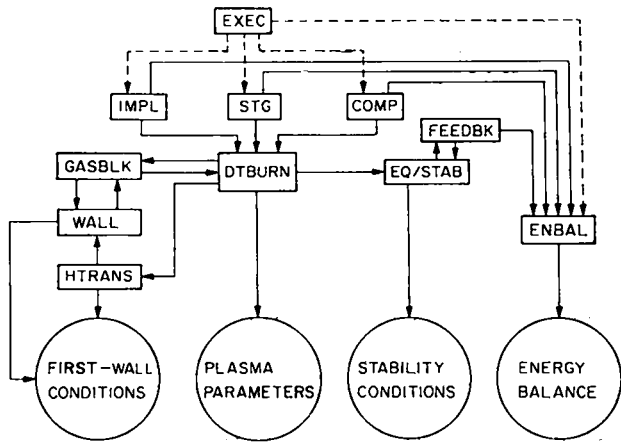 EXEC
IMPL
STG
COMP
FEEDBK
GASBLK
DTBURN
EQ/STAB
WALL
ENBAL
HTRANS
FIRST-WALL
CONDITIONS
PLASMA
PARAMETERS
STABILITY
CONDITIONS
ENERGY
BALANCE